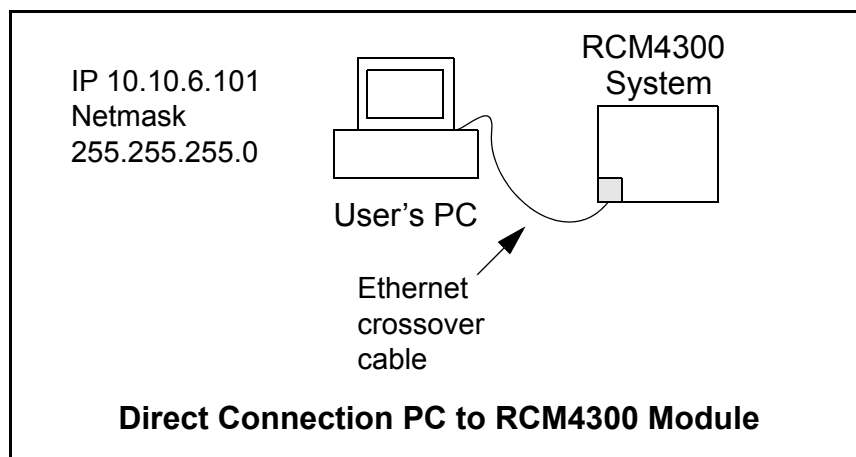 IP 10.10.6.101
Netmask
255.255.255.0
RCM4300
System
User’s PC
Ethernet
crossover
cable
Direct Connection PC to RCM4300 Module